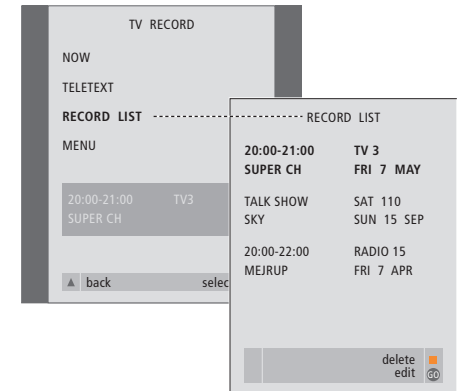 TV RECORD
NOW
TELETEXT
RECORD LIST
MENU
20:00-21:00 TV3
SUPER CH
back selec
RECORD LIST
20:00-21:00 TV 3
SUPER CH FRI 7 MAY
TALK SHOW SAT 110
SKY SUN 15 SEP
20:00-22:00 RADIO 15
MEJRUP FRI 7 APR
delete
edit GO